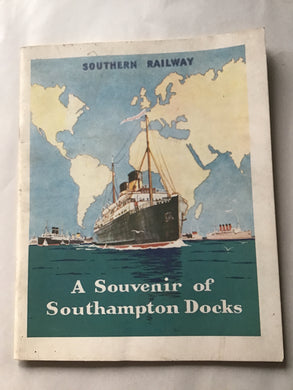 SOUTHERN RAILWAY
A Souvenir of
Southampton Docks